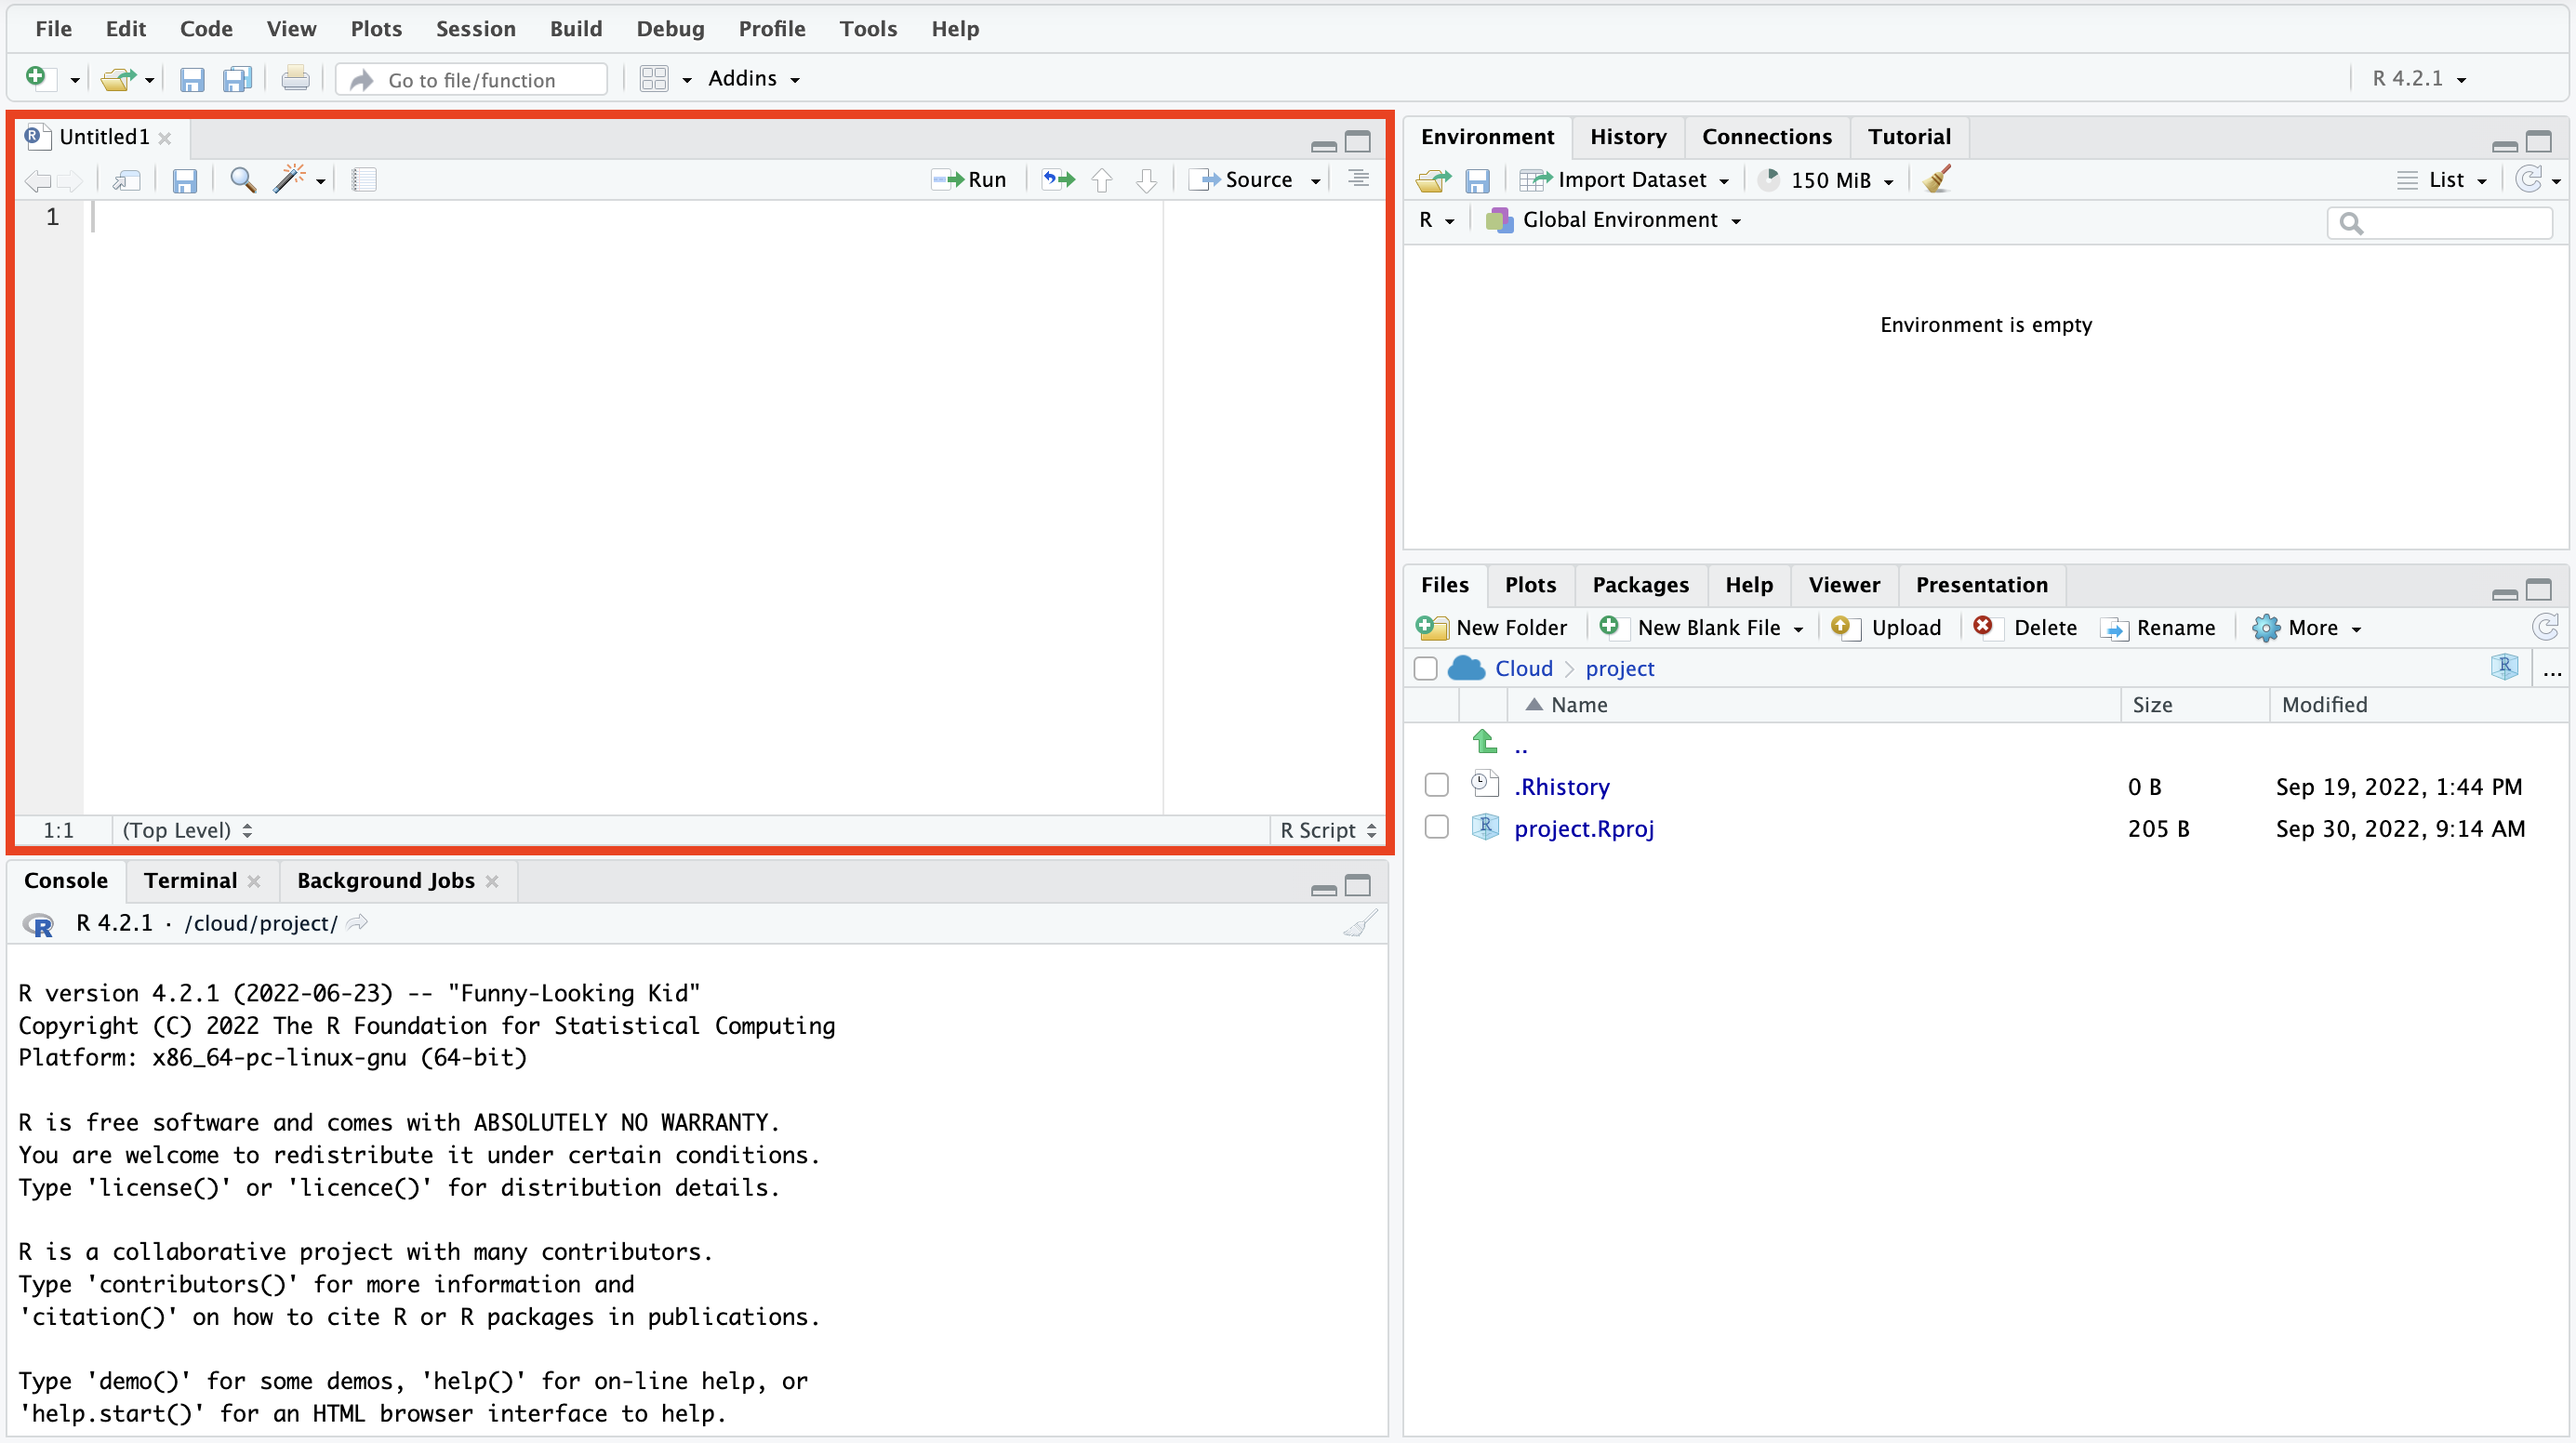 File Edit Code View Plots Session Build Debug Profile Tools Help
Go to file/function Addins R 4.2.1
Untitled1
Run Source
1
1:1 (Top Level) R Script
Console Terminal Background Jobs
R 4.2.1 · /cloud/project/
R version 4.2.1 (2022-06-23) -- "Funny-Looking Kid"
Copyright (C) 2022 The R Foundation for Statistical Computing
Platform: x86_64-pc-linux-gnu (64-bit)
R is free software and comes with ABSOLUTELY NO WARRANTY.
You are welcome to redistribute it under certain conditions.
Type 'license()' or 'licence()' for distribution details.
R is a collaborative project with many contributors.
Type 'contributors()' for more information and
'citation()' on how to cite R or R packages in publications.
Type 'demo()' for some demos, 'help()' for on-line help, or
'help.start()' for an HTML browser interface to help.
Environment History Connections Tutorial
Import Dataset 150 MiB List
R Global Environment
Environment is empty
Files Plots Packages Help Viewer Presentation
New Folder New Blank File Upload Delete Rename More
Cloud project ...
Name Size Modified
..
.Rhistory 0 B Sep 19, 2022, 1:44 PM
project.Rproj 205 B Sep 30, 2022, 9:14 AM